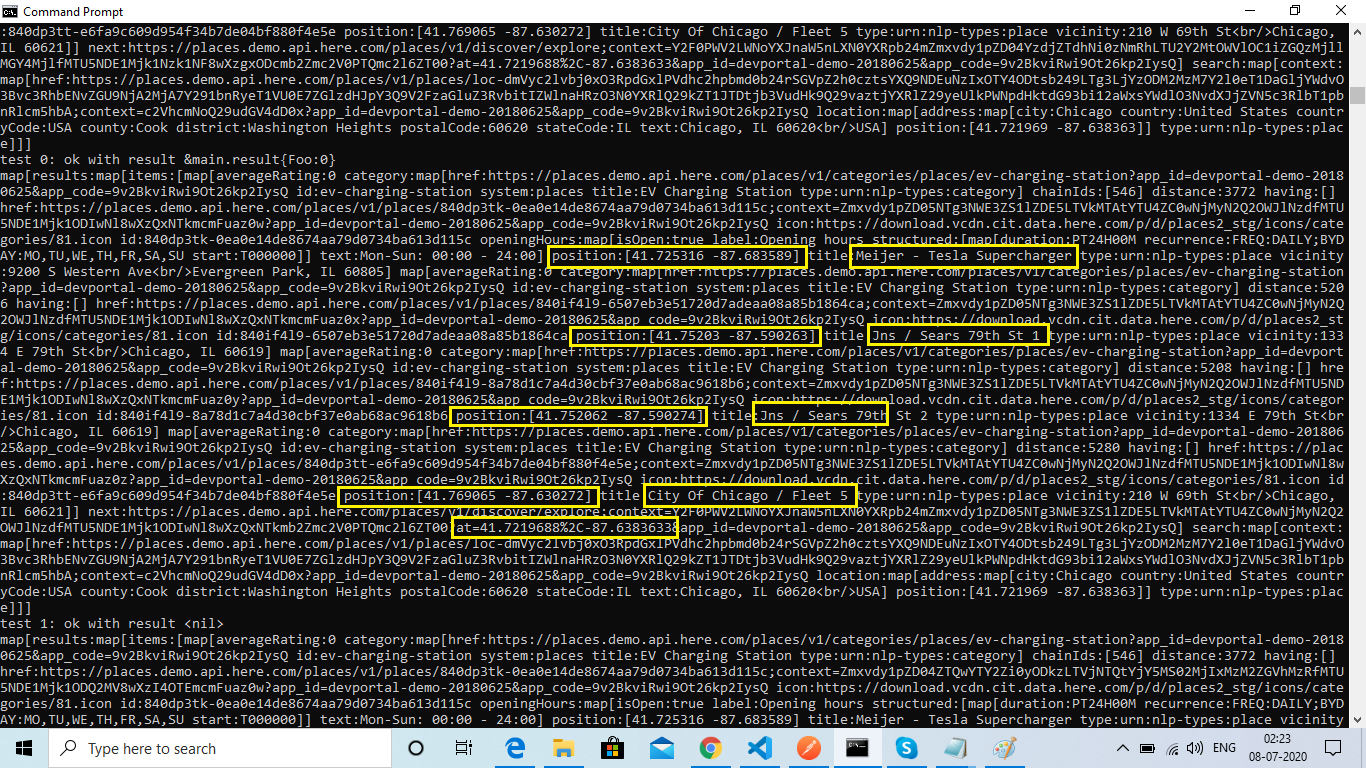 Command Prompt
:840dp3tt-e6fa9c609d954f34b7de04bf880f4e5e position:[41.769065 -87.630272] title:City Of Chicago / Fleet 5 type:urn:nlp-types:place vicinity:210 W 69th St<br/>Chicago,
IL 60621]] next:https://places.demo.api.here.com/places/v1/discover/explore;context=
?at=41.7219688%2C-87.6383633&app_id=devportal-demo-20180625&app_code=9v2BkviRwi9Ot26kp2IysQ] search:map[context:
map[href:https://places.demo.api.here.com/places/v1/places/
context=c2VhcmNoQ29udGV4dD0x?app_id=devportal-demo-20180625&app_code=9v2BkviRwi9Ot26kp2IysQ location:map[address:map[city:Chicago country:United States countr
yCode:USA county:Cook district:Washington Heights postalCode:60620 stateCode:IL text:Chicago, IL 60620<br/>USA] position:[41.721969 -87.638363]] type:urn:nlp-types:plac
e]]]
test 0: ok with result &main.result{Foo:0}
map[results:map[items:[map[averageRating:0 category:map[href:https://places.demo.api.here.com/places/v1/categories/places/ev-charging-station?app_id=devportal-demo-2018
0625&app_code=9v2BkviRwi9Ot26kp2IysQ id:ev-charging-station system:places title:EV Charging Station type:urn:nlp-types:category] chainIds:[546] distance:3772 having:[]
href:https://places.demo.api.here.com/places/v1/places/840dp3tk-0ea0e14de8674aa79d0734ba613d115c;context=
?app_id=devportal-demo-20180625&app_code=9v2BkviRwi9Ot26kp2IysQ icon:https://download.vcdn.cit.data.here.com/p/d/places2_stg/icons/cat
egories/81.icon id:840dp3tk-0ea0e14de8674aa79d0734ba613d115c openingHours:map[isOpen:true label:Opening hours structured:[map[duration:PT24H00M recurrence:FREQ:DAILY;BYD
AY:MO,TU,WE,TH,FR,SA,SU start:T000000]] text:Mon-Sun: 00:00 - 24:00] position:[41.725316 -87.683589] title:Meijer - Tesla Supercharger type:urn:nlp-types:place vicinity
:9200 S Western Ave<br/>Evergreen Park, IL 60805] map[averageRating:0 category:map[href:https://places.demo.api.here.com/places/v1/categories/places/ev-charging-station
?app_id=devportal-demo-20180625&app_code=9v2BkviRwi9Ot26kp2IysQ id:ev-charging-station system:places title:EV Charging Station type:urn:nlp-types:category] distance:520
6 having:[] href:https://places.demo.api.here.com/places/v1/places/840if4l9-6507eb3e51720d7adeaa08a85b1864ca;context=
?app_id=devportal-demo-20180625&app_code=9v2BkviRwi9Ot26kp2IysQ icon:https://download.vcdn.cit.data.here.com/p/d/places2_st
g/icons/categories/81.icon id:840if4l9-6507eb3e51720d7adeaa08a85b1864ca position:[41.75203 -87.590263] title Jns / Sears 79th St 1 type:urn:nlp-types:place vicinity:133
4 E 79th St<br/>Chicago, IL 60619] map[averageRating:0 category:map[href:https://places.demo.api.here.com/places/v1/categories/places/ev-charging-station?app_id=devport
al-demo-20180625&app_code=9v2BkviRwi9Ot26kp2IysQ id:ev-charging-station system:places title:EV Charging Station type:urn:nlp-types:category] distance:5208 having:[] hre
f:https://places.demo.api.here.com/places/v1/places/840if4l9-8a78d1c7a4d30cbf37e0ab68ac9618b6;context=
?app_id=devportal-demo-20180625&app_code=9v2BkviRwi9Ot26kp2IysQ icon:https://download.vcdn.cit.data.here.com/p/d/places2_stg/icons/categor
ies/81.icon id:840if4l9-8a78d1c7a4d30cbf37e0ab68ac9618b6 position:[41.752062 -87.590274] title:Jns / Sears 79th St 2 type:urn:nlp-types:place vicinity:1334 E 79th St<br
/>Chicago, IL 60619] map[averageRating:0 category:map[href:https://places.demo.api.here.com/places/v1/categories/places/ev-charging-station?app_id=devportal-demo-201806
25&app_code=9v2BkviRwi9Ot26kp2IysQ id:ev-charging-station system:places title:EV Charging Station type:urn:nlp-types:category] distance:5280 having:[] href:https://plac
es.demo.api.here.com/places/v1/places/840dp3tt-e6fa9c609d954f34b7de04bf880f4e5e;context=
?app_id=devportal-demo-20180625&app_code=9v2BkviRwi9Ot26kp2IysQ icon:https://download.vcdn.cit.data.here.com/p/d/places2_stg/icons/categories/81.icon id
:840dp3tt-e6fa9c609d954f34b7de04bf880f4e5e position:[41.769065 -87.630272] title City Of Chicago / Fleet 5 type:urn:nlp-types:place vicinity:210 W 69th St<br/>Chicago,
IL 60621]] next:https://places.demo.api.here.com/places/v1/discover/explore;context=
at=41.7219688%2C-87.6383633&app_id=devportal-demo-20180625&app_code=9v2BkviRwi9Ot26kp2IysQ] search:map[context:
map[href:https://places.demo.api.here.com/places/v1/places/
context=c2VhcmNoQ29udGV4dD0x?app_id=devportal-demo-20180625&app_code=9v2BkviRwi9Ot26kp2IysQ location:map[address:map[city:Chicago country:United States countr
yCode:USA county:Cook district:Washington Heights postalCode:60620 stateCode:IL text:Chicago, IL 60620<br/>USA] position:[41.721969 -87.638363]] type:urn:nlp-types:plac
e]]]
test 1: ok with result <nil>
map[results:map[items:[map[averageRating:0 category:map[href:https://places.demo.api.here.com/places/v1/categories/places/ev-charging-station?app_id=devportal-demo-2018
0625&app_code=9v2BkviRwi9Ot26kp2IysQ id:ev-charging-station system:places title:EV Charging Station type:urn:nlp-types:category] chainIds:[546] distance:3772 having:[]
href:https://places.demo.api.here.com/places/v1/places/840dp3tk-0ea0e14de8674aa79d0734ba613d115c;context=
?app_id=devportal-demo-20180625&app_code=9v2BkviRwi9Ot26kp2IysQ icon:https://download.vcdn.cit.data.here.com/p/d/places2_stg/icons/cate
gories/81.icon id:840dp3tk-0ea0e14de8674aa79d0734ba613d115c openingHours:map[isOpen:true label:Opening hours structured:[map[duration:PT24H00M recurrence:FREQ:DAILY;BYD
AY:MO,TU,WE,TH,FR,SA,SU start:T000000]] text:Mon-Sun: 00:00 - 24:00] position:[41.725316 -87.683589] title:Meijer - Tesla Supercharger type:urn:nlp-types:place vicinity
Type here to search
ENG
02:23
08-07-2020